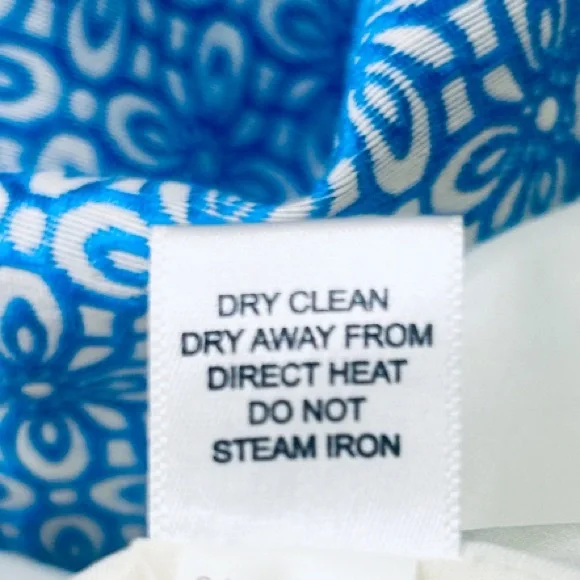 DRY CLEAN
DRY AWAY FROM
DIRECT HEAT
DO NOT
STEAM IRON